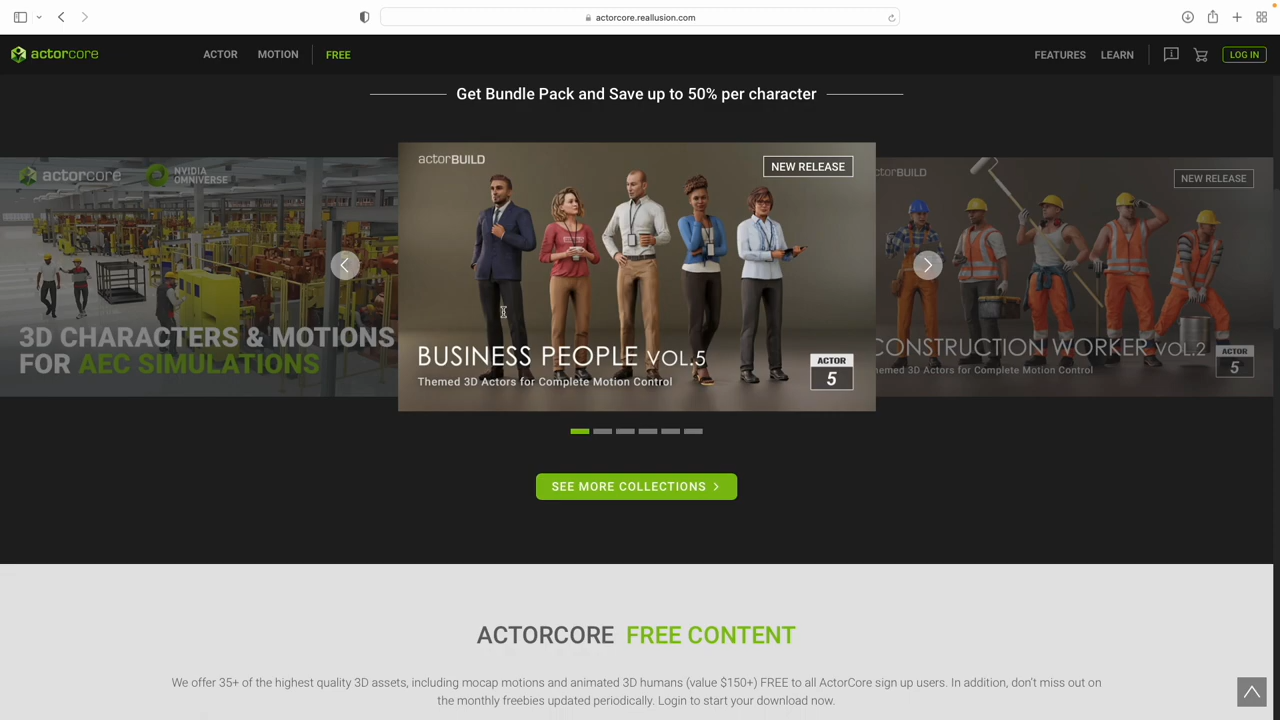 actorcore.reallusion.com
actorcore ACTOR MOTION FREE FEATURES LEARN LOG IN
Get Bundle Pack and Save up to 50% per character
actorcore NVIDIA OMNIVERSE
3D CHARACTERS & MOTIONS
FOR AEC SIMULATIONS
actorBUILD
NEW RELEASE
BUSINESS PEOPLE VOL.5
Themed 3D Actors for Complete Motion Control
ACTOR
5
actorBUILD
NEW RELEASE
CONSTRUCTION WORKER VOL.2
Themed 3D Actors for Complete Motion Control
ACTOR
5
SEE MORE COLLECTIONS
ACTORCORE FREE CONTENT
We offer 35+ of the highest quality 3D assets, including mocap motions and animated 3D humans (value $150+) FREE to all ActorCore sign up users. In addition, don't miss out on
the monthly freebies updated periodically. Login to start your download now.